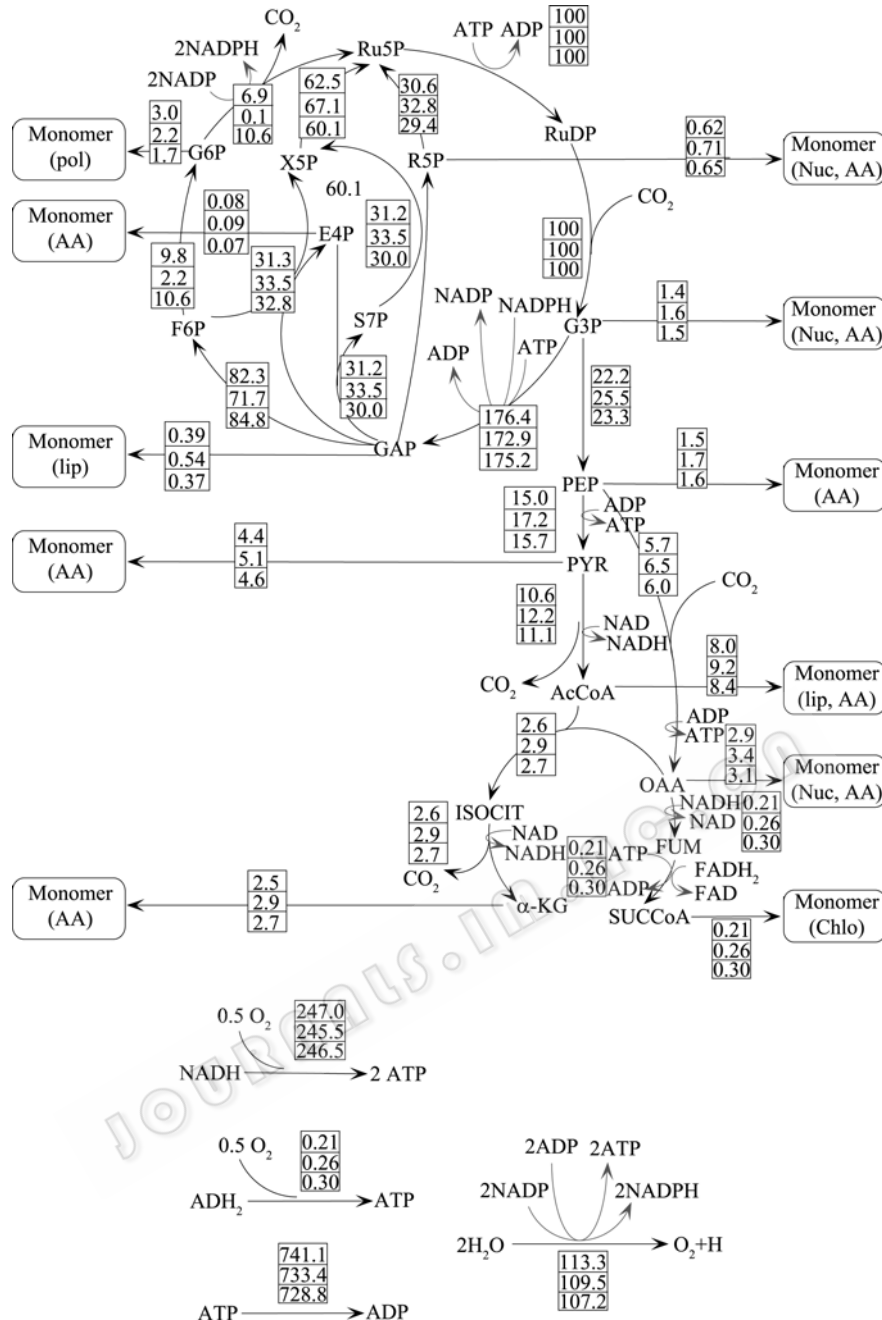 CO₂
2NADPH
2NADP
Ru5P
ATP ADP
100
100
100
6.9
0.1
10.6
62.5
67.1
60.1
30.6
32.8
29.4
RuDP
Monomer
(pol)
3.0
2.2
1.7
G6P
X5P
R5P
0.62
0.71
0.65
Monomer
(Nuc, AA)
60.1
CO₂
Monomer
(AA)
0.08
0.09
0.07
E4P
31.2
33.5
30.0
100
100
100
9.8
2.2
10.6
31.3
33.5
32.8
F6P
S7P
NADP
NADPH
ADP
ATP
G3P
1.4
1.6
1.5
Monomer
(Nuc, AA)
82.3
71.7
84.8
31.2
33.5
30.0
22.2
25.5
23.3
176.4
172.9
175.2
Monomer
(lip)
0.39
0.54
0.37
GAP
PEP
1.5
1.7
1.6
Monomer
(AA)
15.0
17.2
15.7
ADP
ATP
5.7
6.5
6.0
Monomer
(AA)
4.4
5.1
4.6
PYR
CO₂
10.6
12.2
11.1
NAD
NADH
CO₂
AcCoA
8.0
9.2
8.4
Monomer
(lip, AA)
2.6
2.9
2.7
ADP
ATP
2.9
3.4
3.1
OAA
Monomer
(Nuc, AA)
ISOCIT
NADH
NAD
0.21
0.26
0.30
2.6
2.9
2.7
CO₂
NAD
NADH
0.21
0.26
0.30
ATP
ADP
FUM
FADH₂
FAD
Monomer
(AA)
2.5
2.9
2.7
α-KG
SUCCoA
0.21
0.26
0.30
Monomer
(Chlo)
0.5 O₂
247.0
245.5
246.5
NADH
2 ATP
0.5 O₂
0.21
0.26
0.30
ADH₂
ATP
2ADP
2ATP
2NADP
2NADPH
2H₂O
O₂+H
113.3
109.5
107.2
741.1
733.4
728.8
ATP
ADP